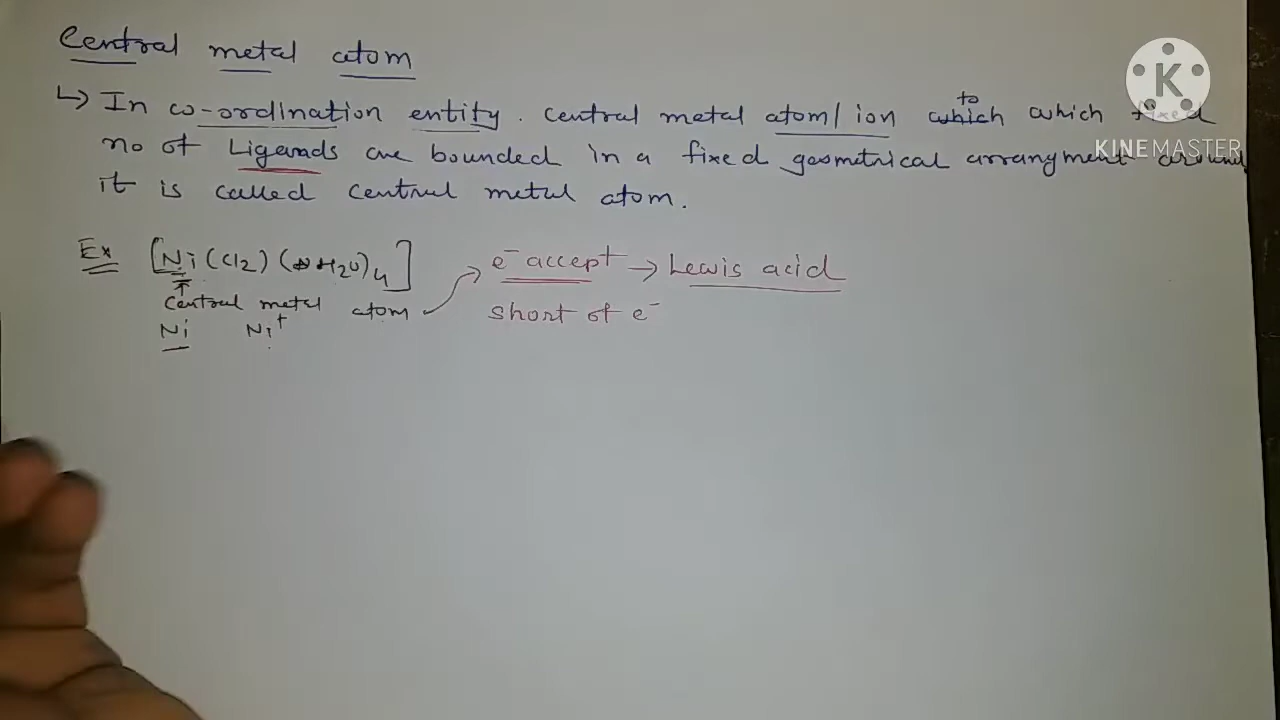 Central metal atom
↳ In co-ordination entity. Central metal atom/ion to which which fixed
no of Ligands are bounded in a fixed geometrical arrangment around
it is called central metal atom.
Ex [Ni(Cl2)(H2O)4] e⁻ accept → Lewis acid
Central metal atom short of e⁻
Ni Ni⁺
K
KINEMASTER